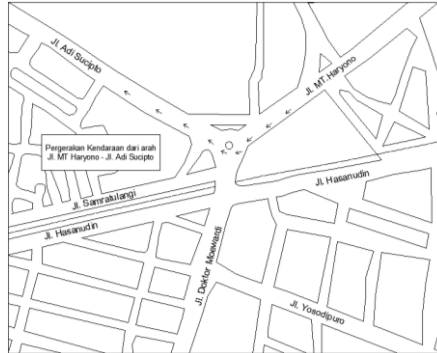 Jl. Adi Sucipto
Jl. MT.Haryono
Pergerakan Kendaraan dari arah
Jl. MT Haryono - Jl. Adi Sucipto
Jl. Hasanudin
Jl. Samratulangi
Jl. Hasanudin
Jl. Doktor Moewardi
Jl. Yosodipuro